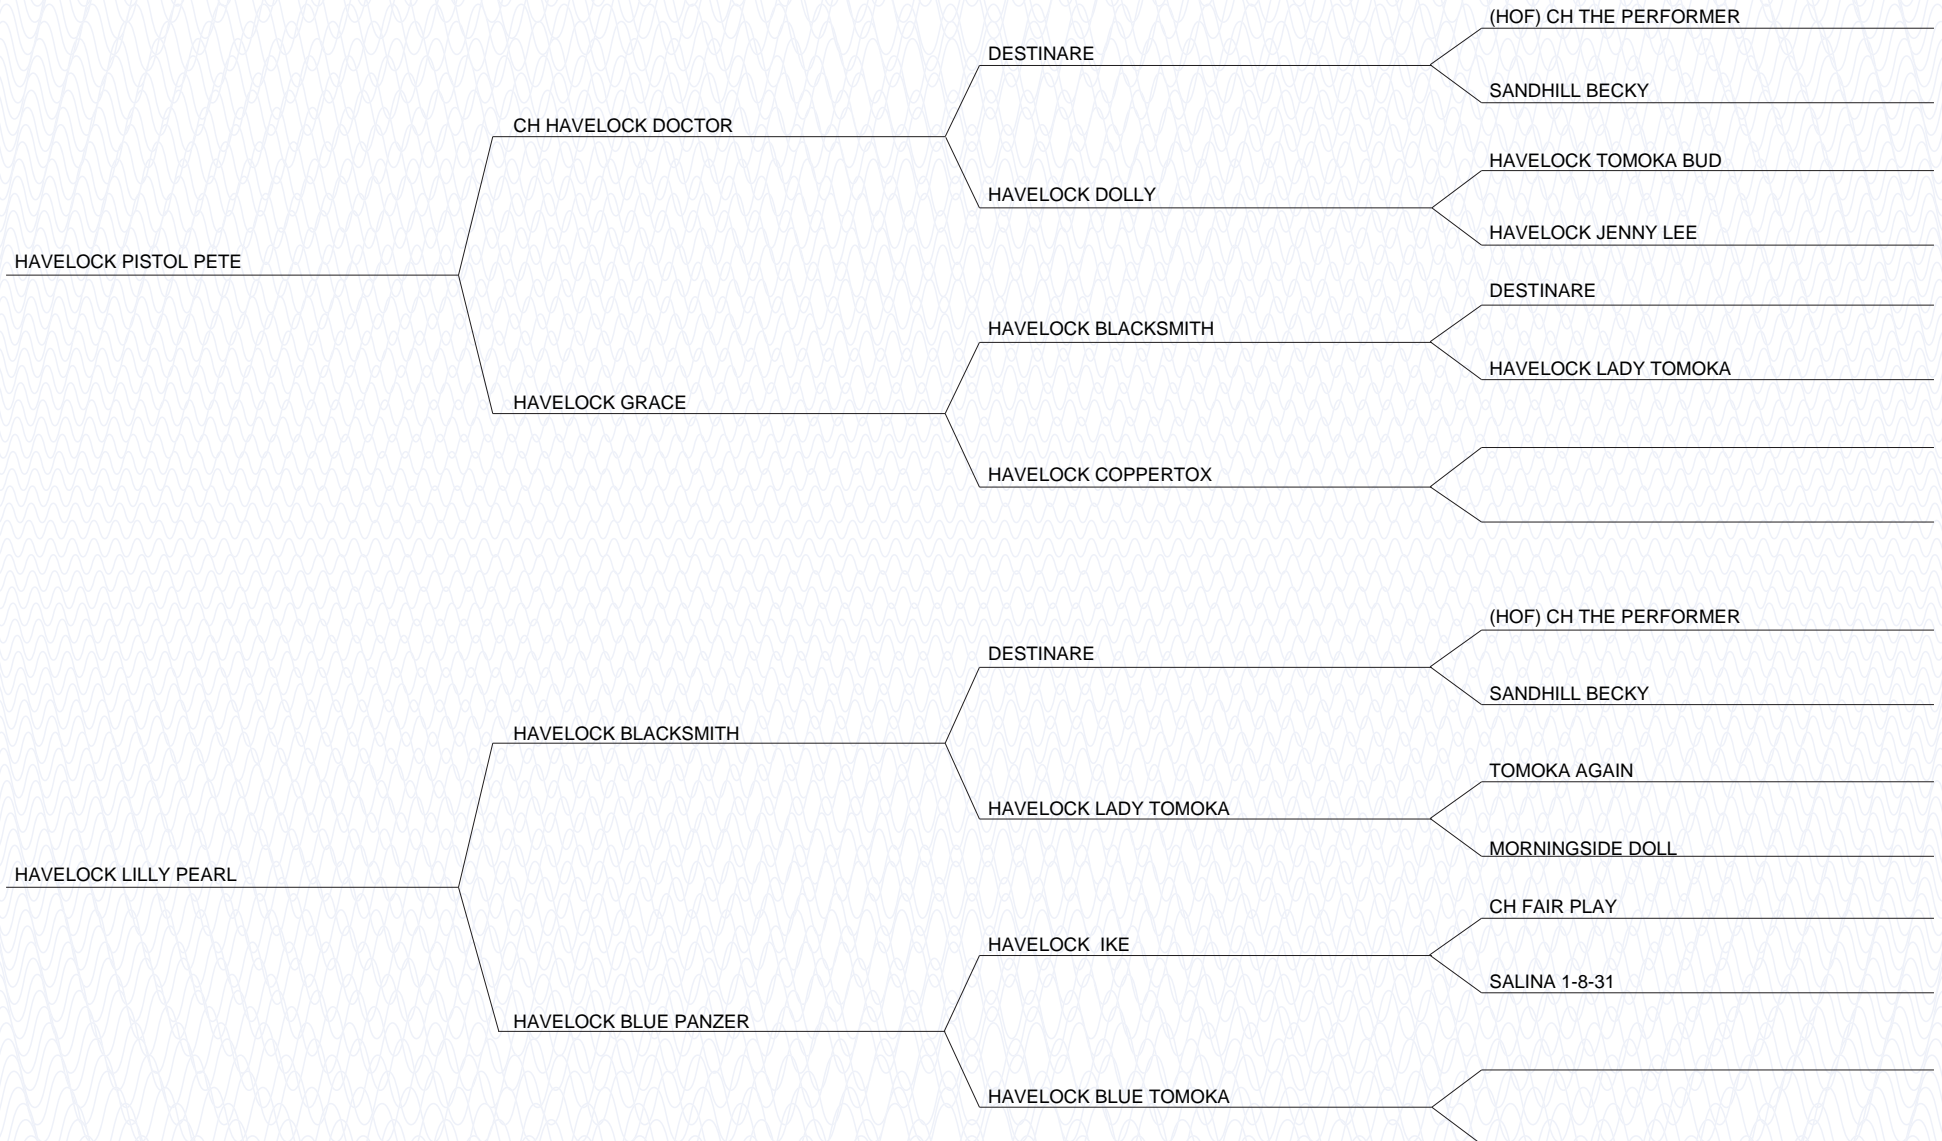 (HOF) CH THE PERFORMER
DESTINARE
SANDHILL BECKY
CH HAVELOCK DOCTOR
HAVELOCK TOMOKA BUD
HAVELOCK DOLLY
HAVELOCK JENNY LEE
HAVELOCK PISTOL PETE
DESTINARE
HAVELOCK BLACKSMITH
HAVELOCK LADY TOMOKA
HAVELOCK GRACE
HAVELOCK COPPERTOX
(HOF) CH THE PERFORMER
DESTINARE
SANDHILL BECKY
HAVELOCK BLACKSMITH
TOMOKA AGAIN
HAVELOCK LADY TOMOKA
MORNINGSIDE DOLL
HAVELOCK LILLY PEARL
CH FAIR PLAY
HAVELOCK  IKE
SALINA 1-8-31
HAVELOCK BLUE PANZER
HAVELOCK BLUE TOMOKA